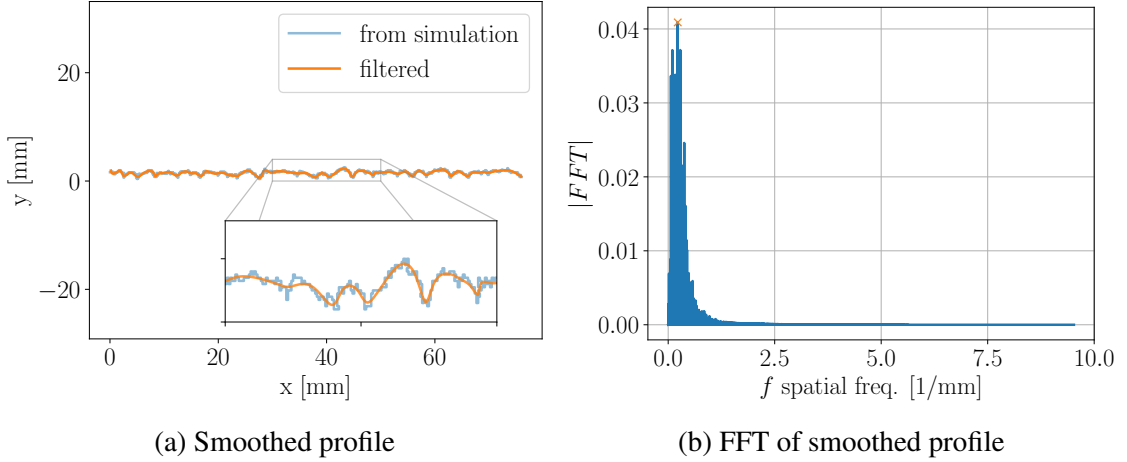 from simulation
filtered
20
0
−20
y [mm]
0 20 40 60
x [mm]
(a) Smoothed profile
0.04
0.03
0.02
0.01
0.00
|FFT|
0.0 2.5 5.0 7.5 10.0
f spatial freq. [1/mm]
(b) FFT of smoothed profile